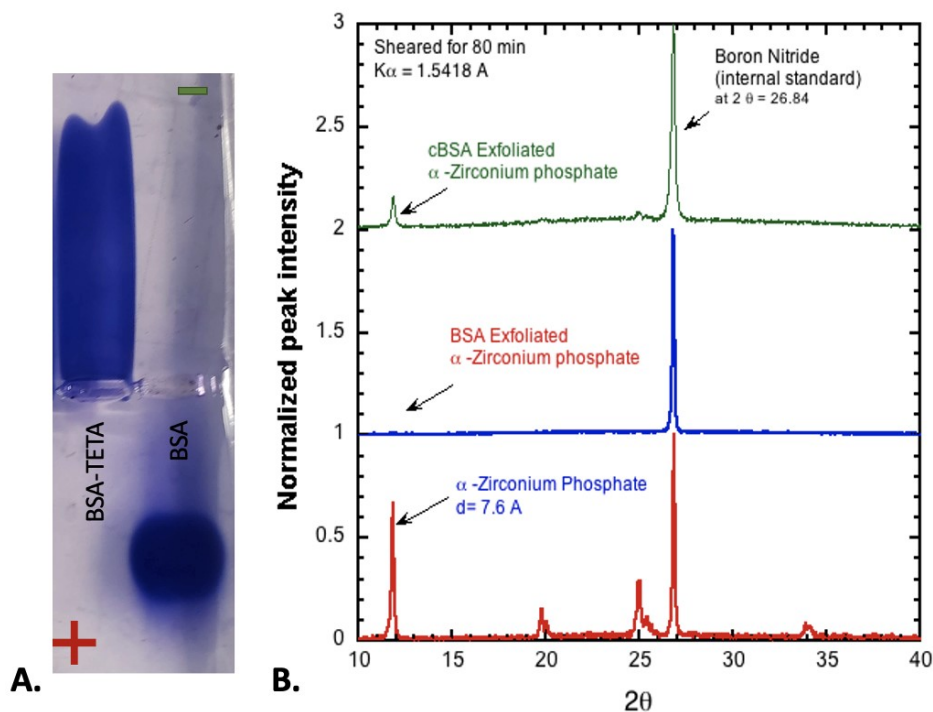 BSA-TETA
BSA
A.
Sheared for 80 min
Kα = 1.5418 A
Boron Nitride
(internal standard)
at 2 θ = 26.84
cBSA Exfoliated
α -Zirconium phosphate
BSA Exfoliated
α -Zirconium phosphate
α -Zirconium Phosphate
d= 7.6 A
Normalized peak intensity
3
2.5
2
1.5
1
0.5
0
10 15 20 25 30 35 40
2θ
B.